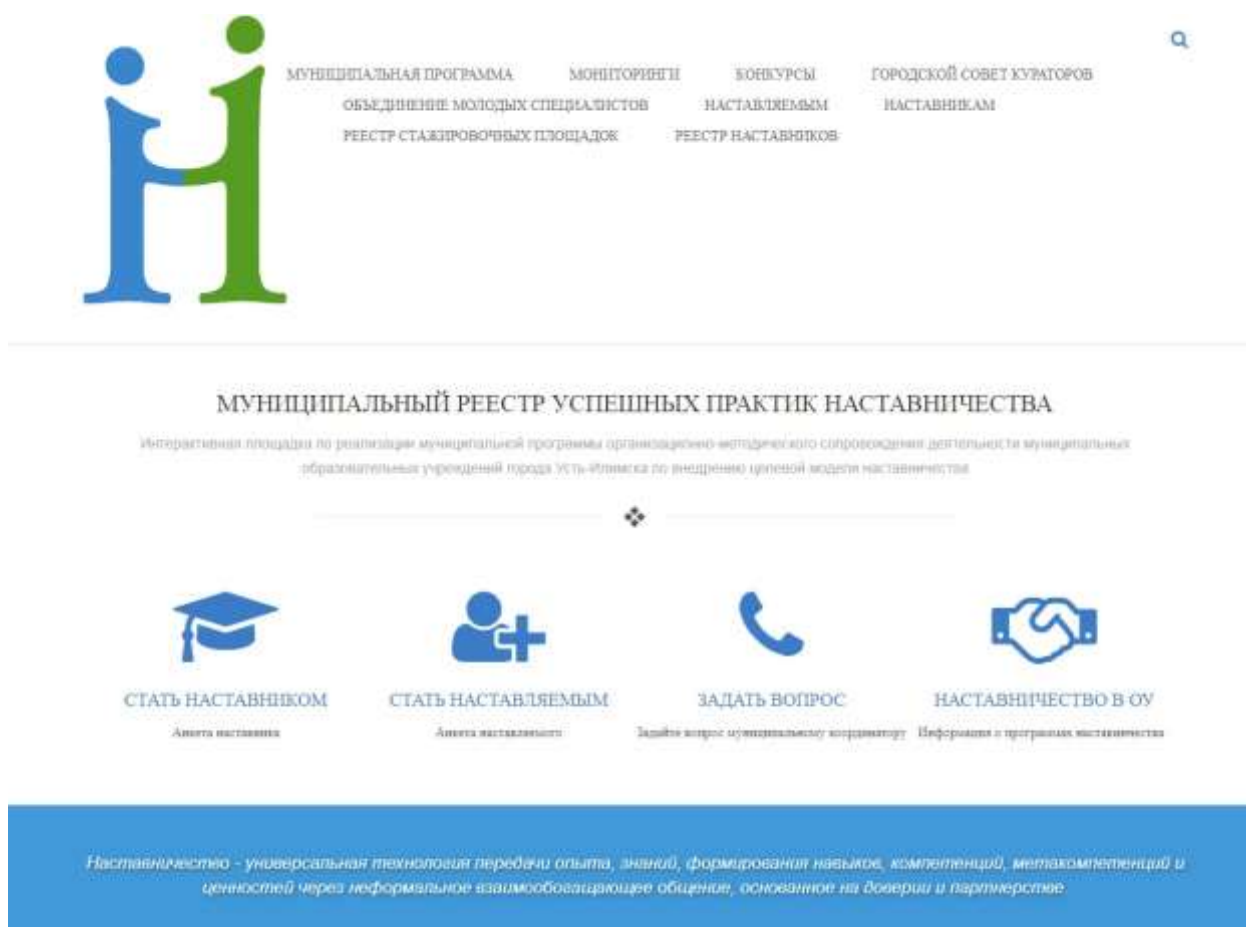 МУНИЦИПАЛЬНАЯ ПРОГРАММА МОНИТОРИНГИ КОНКУРСЫ ГОРОДСКОЙ СОВЕТ КУРАТОРОВ
ОБЪЕДИНЕНИЕ МОЛОДЫХ СПЕЦИАЛИСТОВ НАСТАВЛЯЕМЫМ НАСТАВНИКАМ
РЕЕСТР СТАЖИРОВОЧНЫХ ПЛОЩАДОК РЕЕСТР НАСТАВНИКОВ
МУНИЦИПАЛЬНЫЙ РЕЕСТР УСПЕШНЫХ ПРАКТИК НАСТАВНИЧЕСТВА
Интерактивная площадка по реализации муниципальной программы организационно-методического сопровождения деятельности муниципальных
образовательных учреждений города Усть-Илимска по внедрению целевой модели наставничества
СТАТЬ НАСТАВНИКОМ СТАТЬ НАСТАВЛЯЕМЫМ ЗАДАТЬ ВОПРОС НАСТАВНИЧЕСТВО В ОУ
Анкета наставника Анкета наставляемого Задайте вопрос муниципальному координатору Информация о программах наставничества
Наставничество - универсальная технология передачи опыта, знаний, формирования навыков, компетенций, метакомпетенций и
ценностей через неформальное взаимообогащающее общение, основанное на доверии и партнерстве